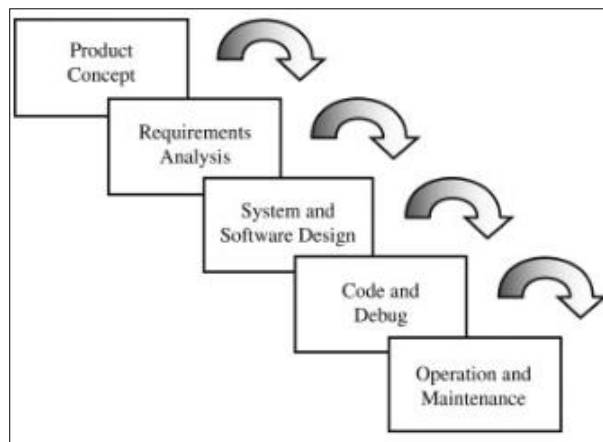 Product
Concept
Requirements
Analysis
System and
Software Design
Code and
Debug
Operation and
Maintenance